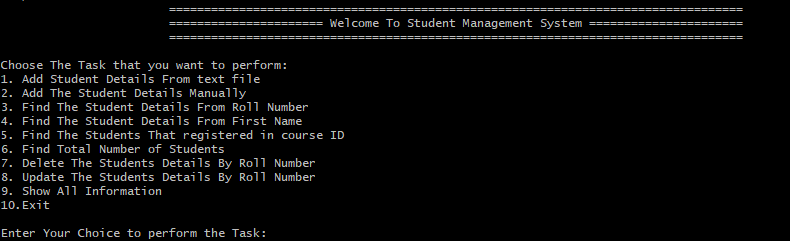 ==================================================================================
====================== Welcome To Student Management System ======================
==================================================================================
Choose The Task that you want to perform:
1. Add Student Details From text file
2. Add The Student Details Manually
3. Find The Student Details From Roll Number
4. Find The Student Details From First Name
5. Find The Students That registered in course ID
6. Find Total Number of Students
7. Delete The Students Details By Roll Number
8. Update The Students Details By Roll Number
9. Show All Information
10.Exit
Enter Your Choice to perform the Task: